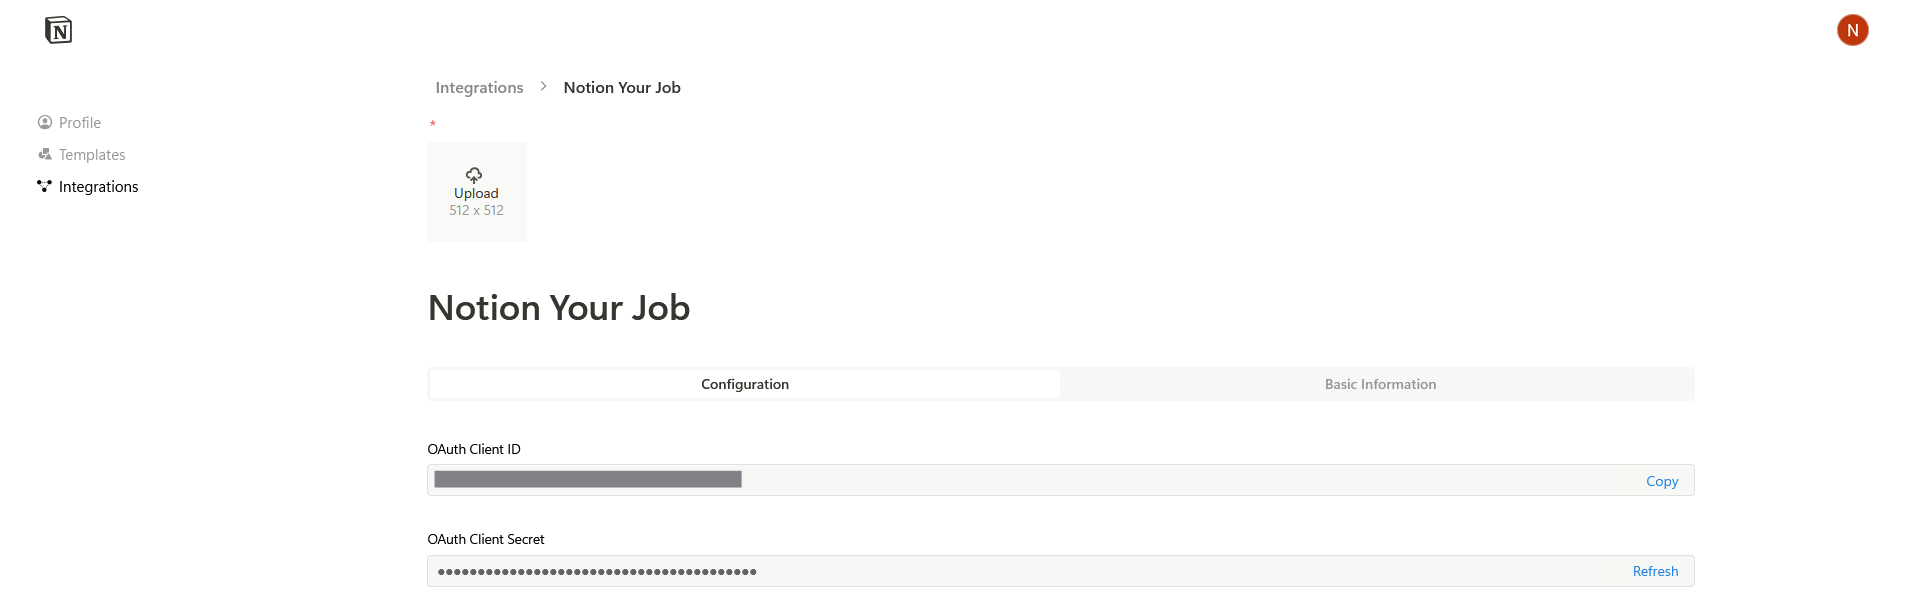 N
N
Integrations > Notion Your Job
Profile
Templates
Integrations
*
Upload
512 x 512
Notion Your Job
Configuration
Basic Information
OAuth Client ID
Copy
OAuth Client Secret
••••••••••••••••••••••••••••••••••••••••
Refresh